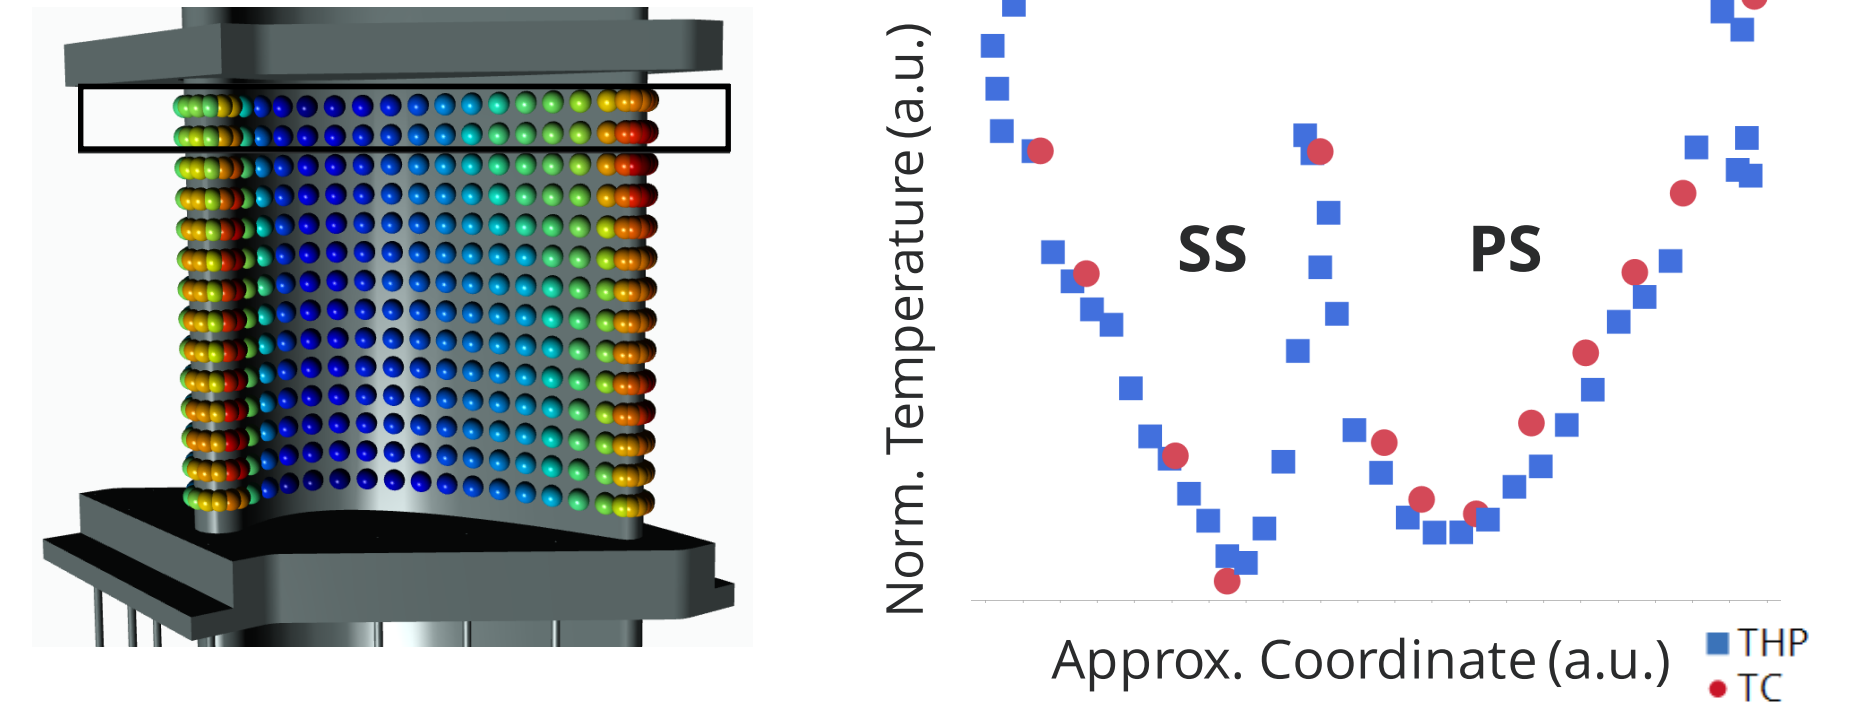 Norm. Temperature (a.u.)
SS
PS
Approx. Coordinate (a.u.)
THP
TC